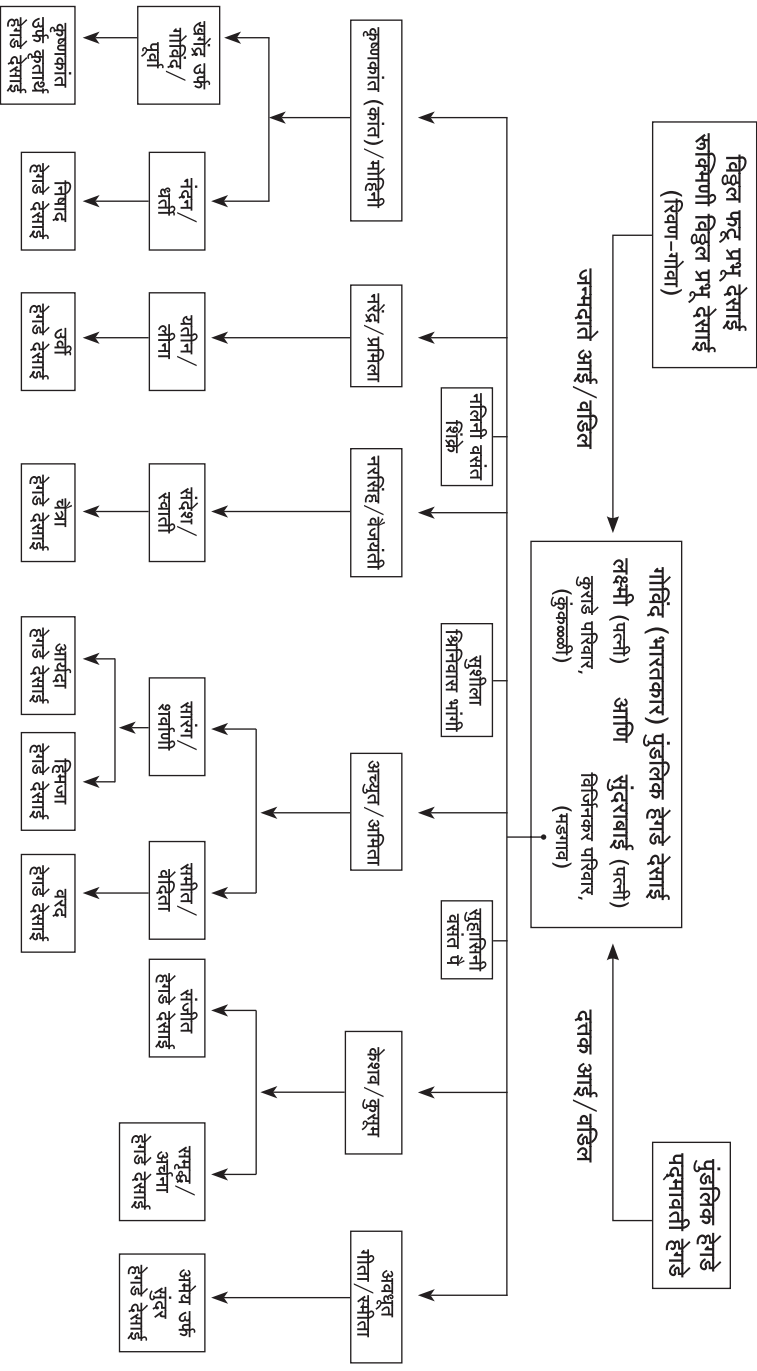 विठ्ठल फटू प्रभू देसाई
रूक्मिणी विठ्ठल प्रभू देसाई
(रिवण-गोवा)
जन्मदाते आई/वडिल
पुंडलिक हेगडे
पद्मावती हेगडे
दत्तक आई/वडिल
गोविंद (भारतकार) पुंडलिक हेगडे देसाई
लक्ष्मी (पत्नी) आणि सुंदराबाई (पत्नी)
कुराडे परिवार, विर्जिनकर परिवार,
(कुंकळ्ळी) (मडगाव)
नलिनी वसंत
शिंक्रे
सुशीला
श्रिनिवास भांगी
सुहासिनी
वसंत पै
कृष्णकांत (कांत)/मोहिनी
नरेंद्र/प्रमिला
नरसिंह/वैजयंती
अच्युत/अमिता
केशव/कुसूम
अवधूत
गीता/स्मीता
खगेंद्र उर्फ
गोविंद/
पूर्वा
नंदन/
धर्ती
यतीन/
लीना
संदेश/
स्वाती
सारंग/
शर्वाणी
समीत/
वेदिता
संजीत
हेगडे देसाई
समृद्ध/
अर्चना
हेगडे देसाई
अमेय उर्फ
सुंदर
हेगडे देसाई
कृष्णकांत
उर्फ कृतार्थ
हेगडे देसाई
निषाद
हेगडे देसाई
उर्वी
हेगडे देसाई
चैत्रा
हेगडे देसाई
आर्यदा
हेगडे देसाई
हिमजा
हेगडे देसाई
वरद
हेगडे देसाई